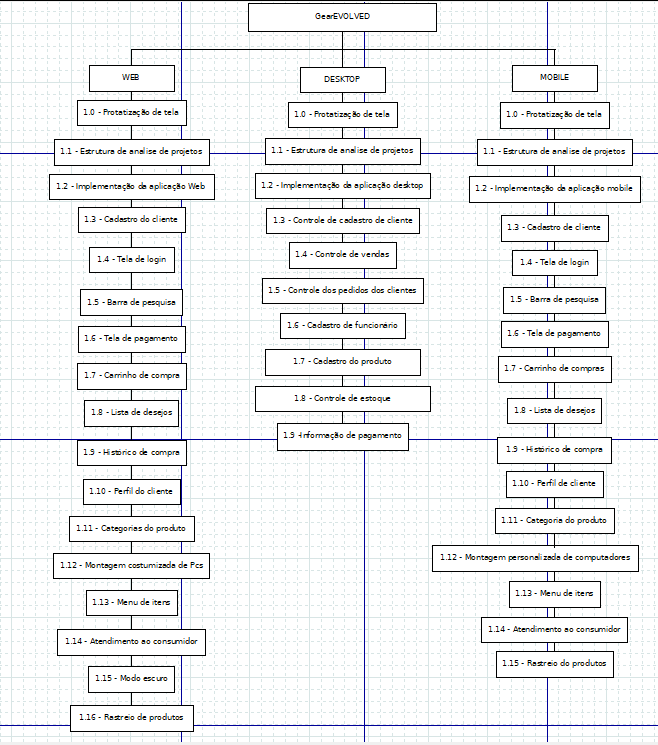 GearEVOLVED
WEB
1.0 - Protatização de tela
1.1 - Estrutura de analise de projetos
1.2 - Implementação da aplicação Web
1.3 - Cadastro do cliente
1.4 - Tela de login
1.5 - Barra de pesquisa
1.6 - Tela de pagamento
1.7 - Carrinho de compra
1.8 - Lista de desejos
1.9 - Histórico de compra
1.10 - Perfil do cliente
1.11 - Categorias do produto
1.12 - Montagem costumizada de Pcs
1.13 - Menu de itens
1.14 - Atendimento ao consumidor
1.15 - Modo escuro
1.16 - Rastreio de produtos
DESKTOP
1.0 - Protatização de tela
1.1 - Estrutura de analise de projetos
1.2 - Implementação da aplicação desktop
1.3 - Controle de cadastro de cliente
1.4 - Controle de vendas
1.5 - Controle dos pedidos dos clientes
1.6 - Cadastro de funcionário
1.7 - Cadastro do produto
1.8 - Controle de estoque
1.9 -Informação de pagamento
MOBILE
1.0 - Protatização de tela
1.1 - Estrutura de analise de projetos
1.2 - Implementação da aplicação mobile
1.3 - Cadastro de cliente
1.4 - Tela de login
1.5 - Barra de pesquisa
1.6 - Tela de pagamento
1.7 - Carrinho de compras
1.8 - Lista de desejos
1.9 - Histórico de compra
1.10 - Perfil de cliente
1.11 - Categoria do produto
1.12 - Montagem personalizada de computadores
1.13 - Menu de itens
1.14 - Atendimento ao consumidor
1.15 - Rastreio do produtos